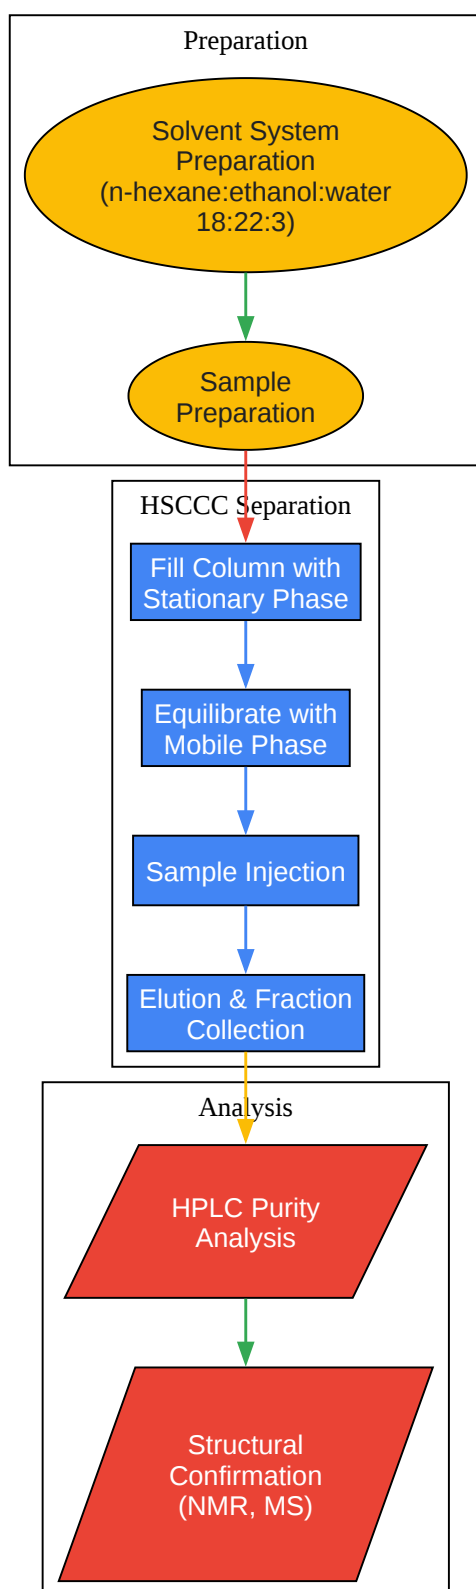 Preparation
Solvent System
Preparation
(n-hexane:ethanol:water
18:22:3)
Sample
Preparation
HSCCC Separation
Fill Column with
Stationary Phase
Equilibrate with
Mobile Phase
Sample Injection
Elution & Fraction
Collection
Analysis
HPLC Purity
Analysis
Structural
Confirmation
(NMR, MS)